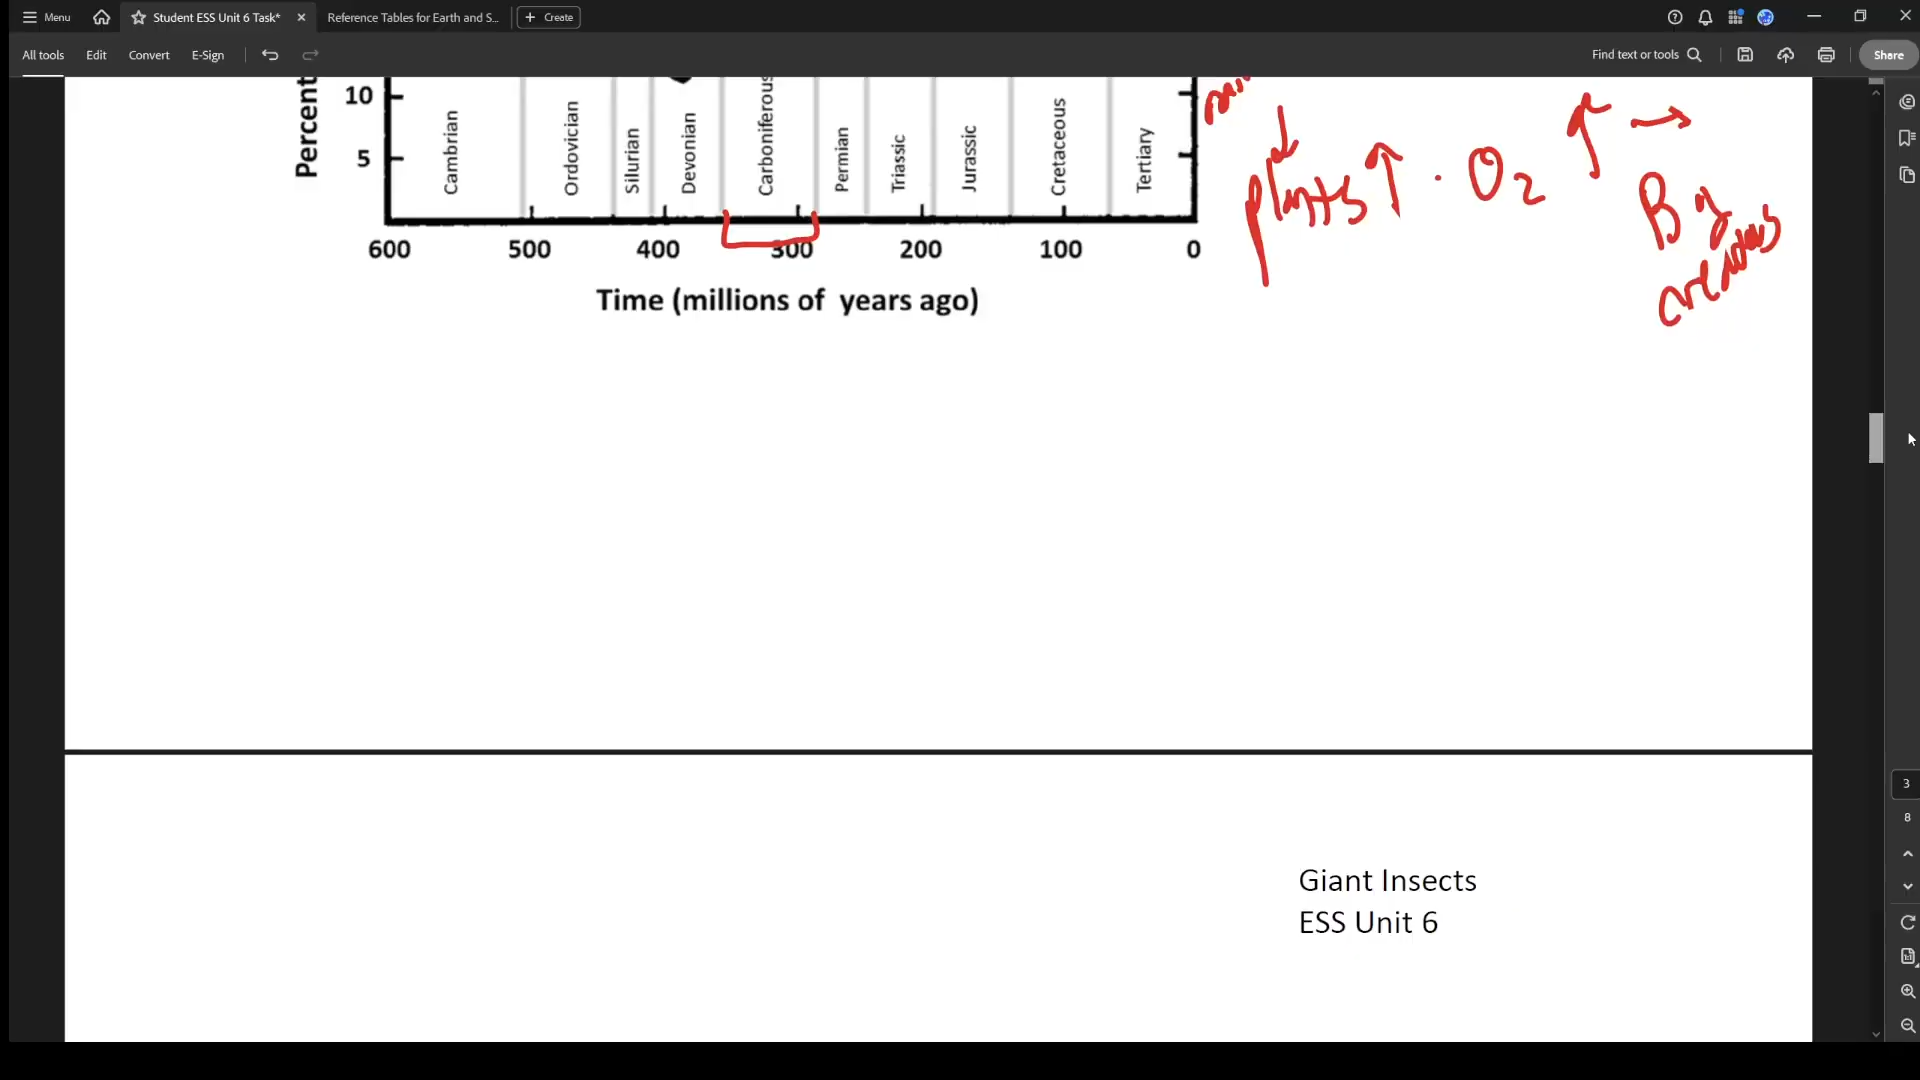 Menu
Student ESS Unit 6 Task*
Reference Tables for Earth and S...
Create
All tools
Edit
Convert
E-Sign
Find text or tools
Share
Percent
10
5
Cambrian
Ordovician
Silurian
Devonian
Carboniferous
Permian
Triassic
Jurassic
Cretaceous
Tertiary
600 500 400 300 200 100 0
Time (millions of years ago)
plants↑ . O2 ↑ →
Big
creatures
3
8
Giant Insects
ESS Unit 6